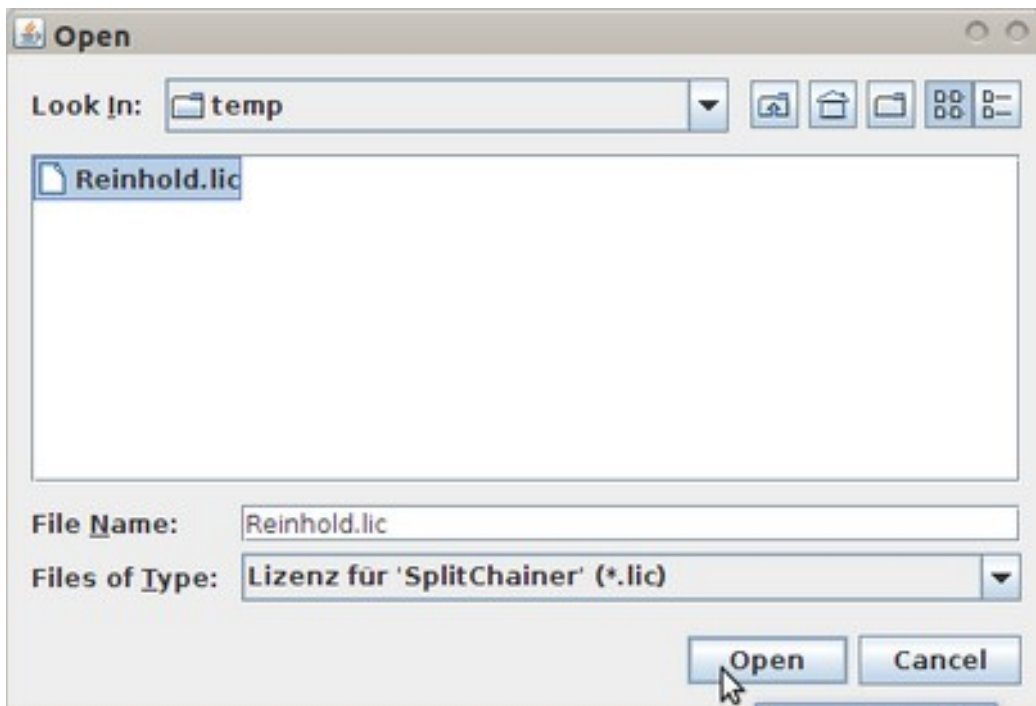 Open
Look In: temp
Reinhold.lic
File Name: Reinhold.lic
Files of Type: Lizenz für 'SplitChainer' (*.lic)
Open Cancel